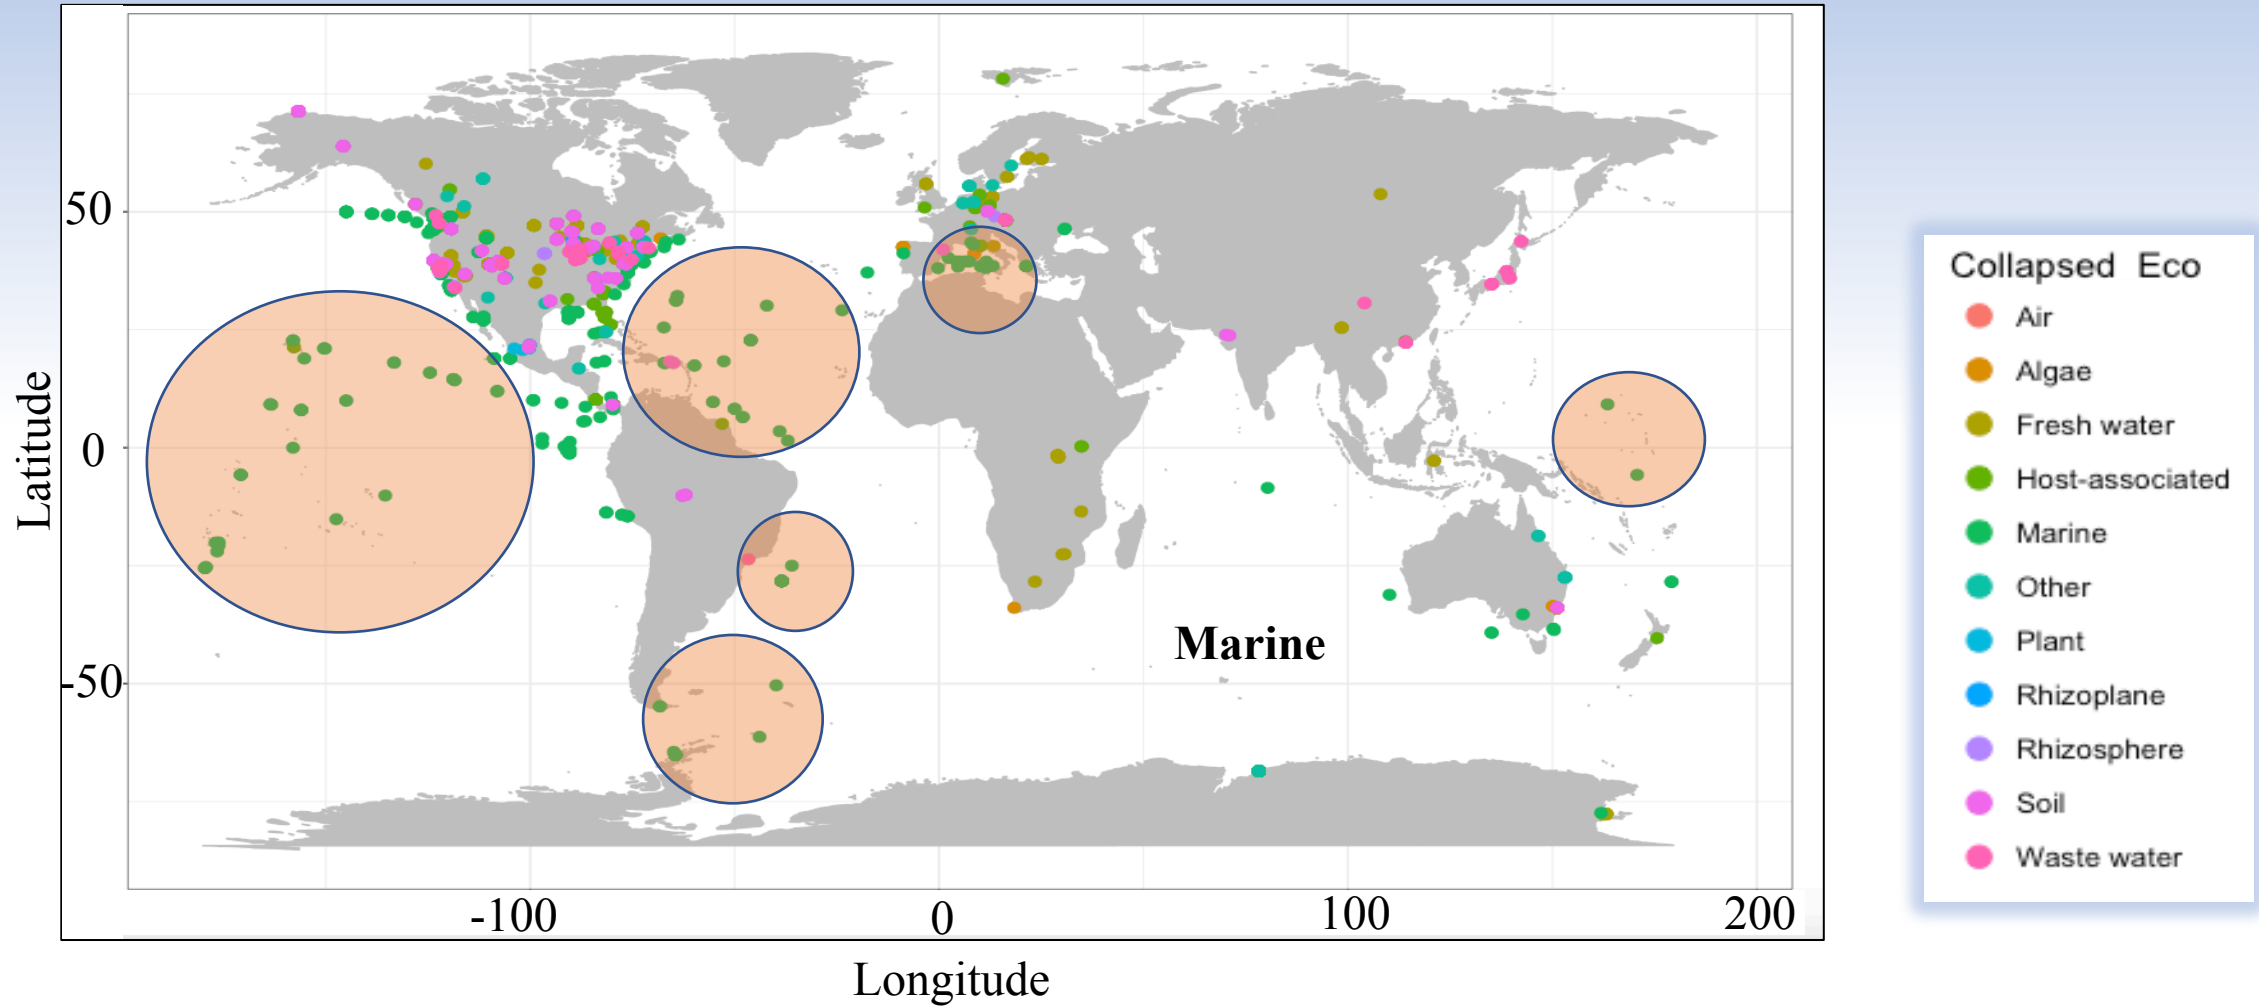 50
0
-50
Latitude
Marine
-100
0
100
200
Longitude
Collapsed Eco
Air
Algae
Fresh water
Host-associated
Marine
Other
Plant
Rhizoplane
Rhizosphere
Soil
Waste water